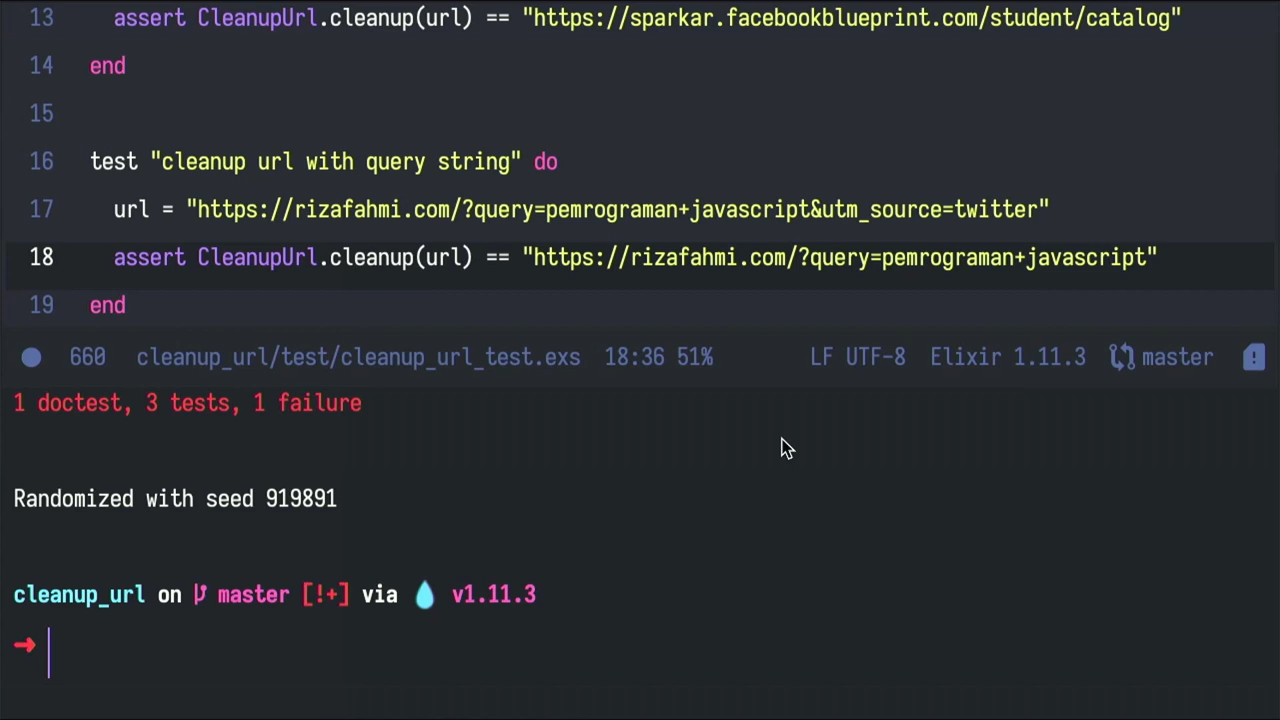 13 assert CleanupUrl.cleanup(url) == "https://sparkar.facebookblueprint.com/student/catalog"
14 end
15
16 test "cleanup url with query string" do
17 url = "https://rizafahmi.com/?query=pemrograman+javascript&utm_source=twitter"
18 assert CleanupUrl.cleanup(url) == "https://rizafahmi.com/?query=pemrograman+javascript"
19 end
660 cleanup_url/test/cleanup_url_test.exs 18:36 51% LF UTF-8 Elixir 1.11.3 master
1 doctest, 3 tests, 1 failure
Randomized with seed 919891
cleanup_url on master [!+] via 💧 v1.11.3
➜